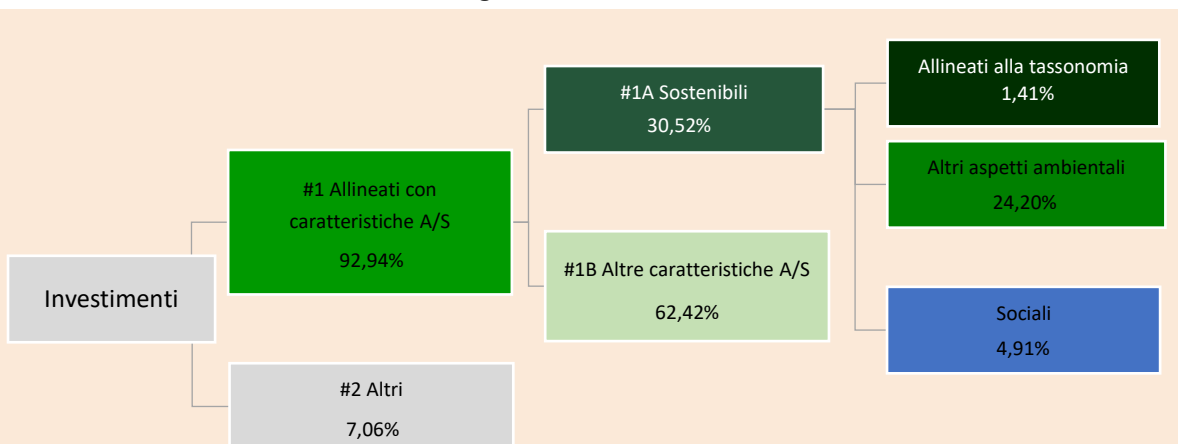 Investimenti
#1 Allineati con
caratteristiche A/S
92,94%
#2 Altri
7,06%
#1A Sostenibili
30,52%
#1B Altre caratteristiche A/S
62,42%
Allineati alla tassonomia
1,41%
Altri aspetti ambientali
24,20%
Sociali
4,91%